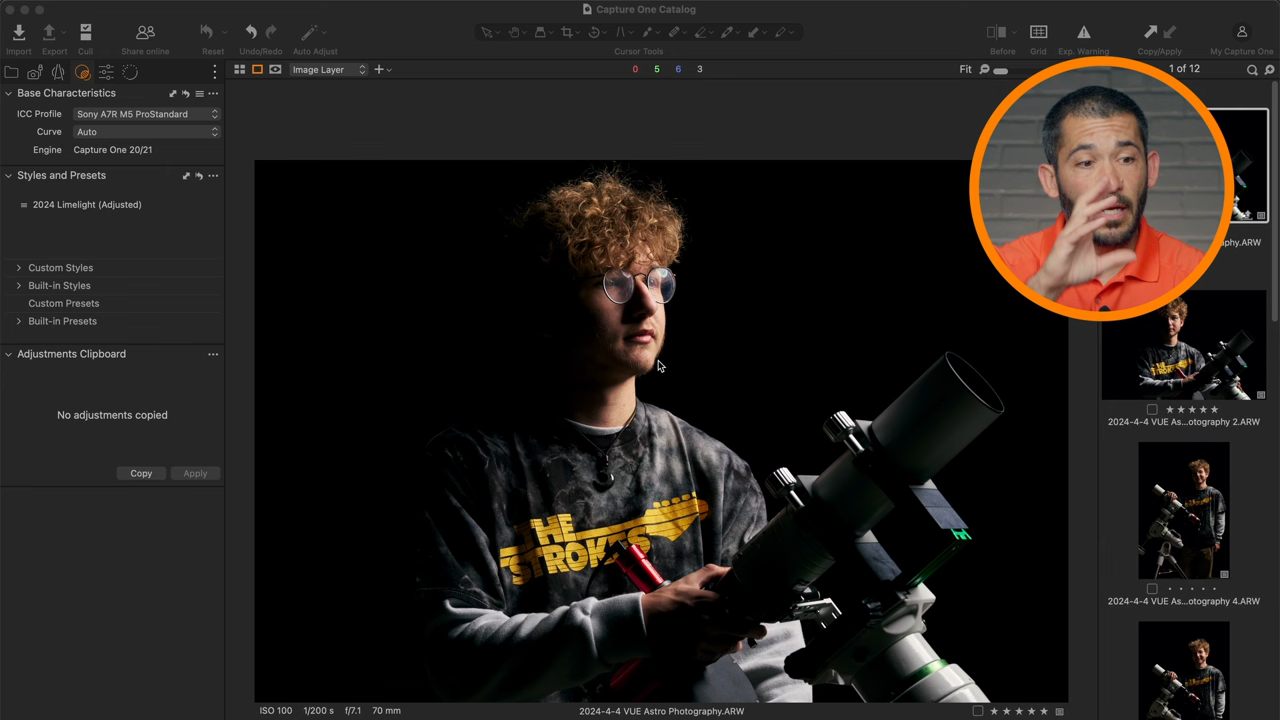 Capture One Catalog
Import
Export
Cull
Share online
Reset
Undo/Redo
Auto Adjust
Cursor Tools
Before
Grid
Exp. Warning
Copy/Apply
My Capture One
Image Layer
0 5 6 3
Fit
1 of 12
Base Characteristics
ICC Profile Sony A7R M5 ProStandard
Curve Auto
Engine Capture One 20/21
Styles and Presets
2024 Limelight (Adjusted)
Custom Styles
Built-in Styles
Custom Presets
Built-in Presets
Adjustments Clipboard
No adjustments copied
Copy Apply
THE
STROKES
ISO 100 1/200 s f/7.1 70 mm
2024-4-4 VUE Astro Photography.ARW
aphy.ARW
2024-4-4 VUE As...otography 2.ARW
2024-4-4 VUE As...otography 4.ARW